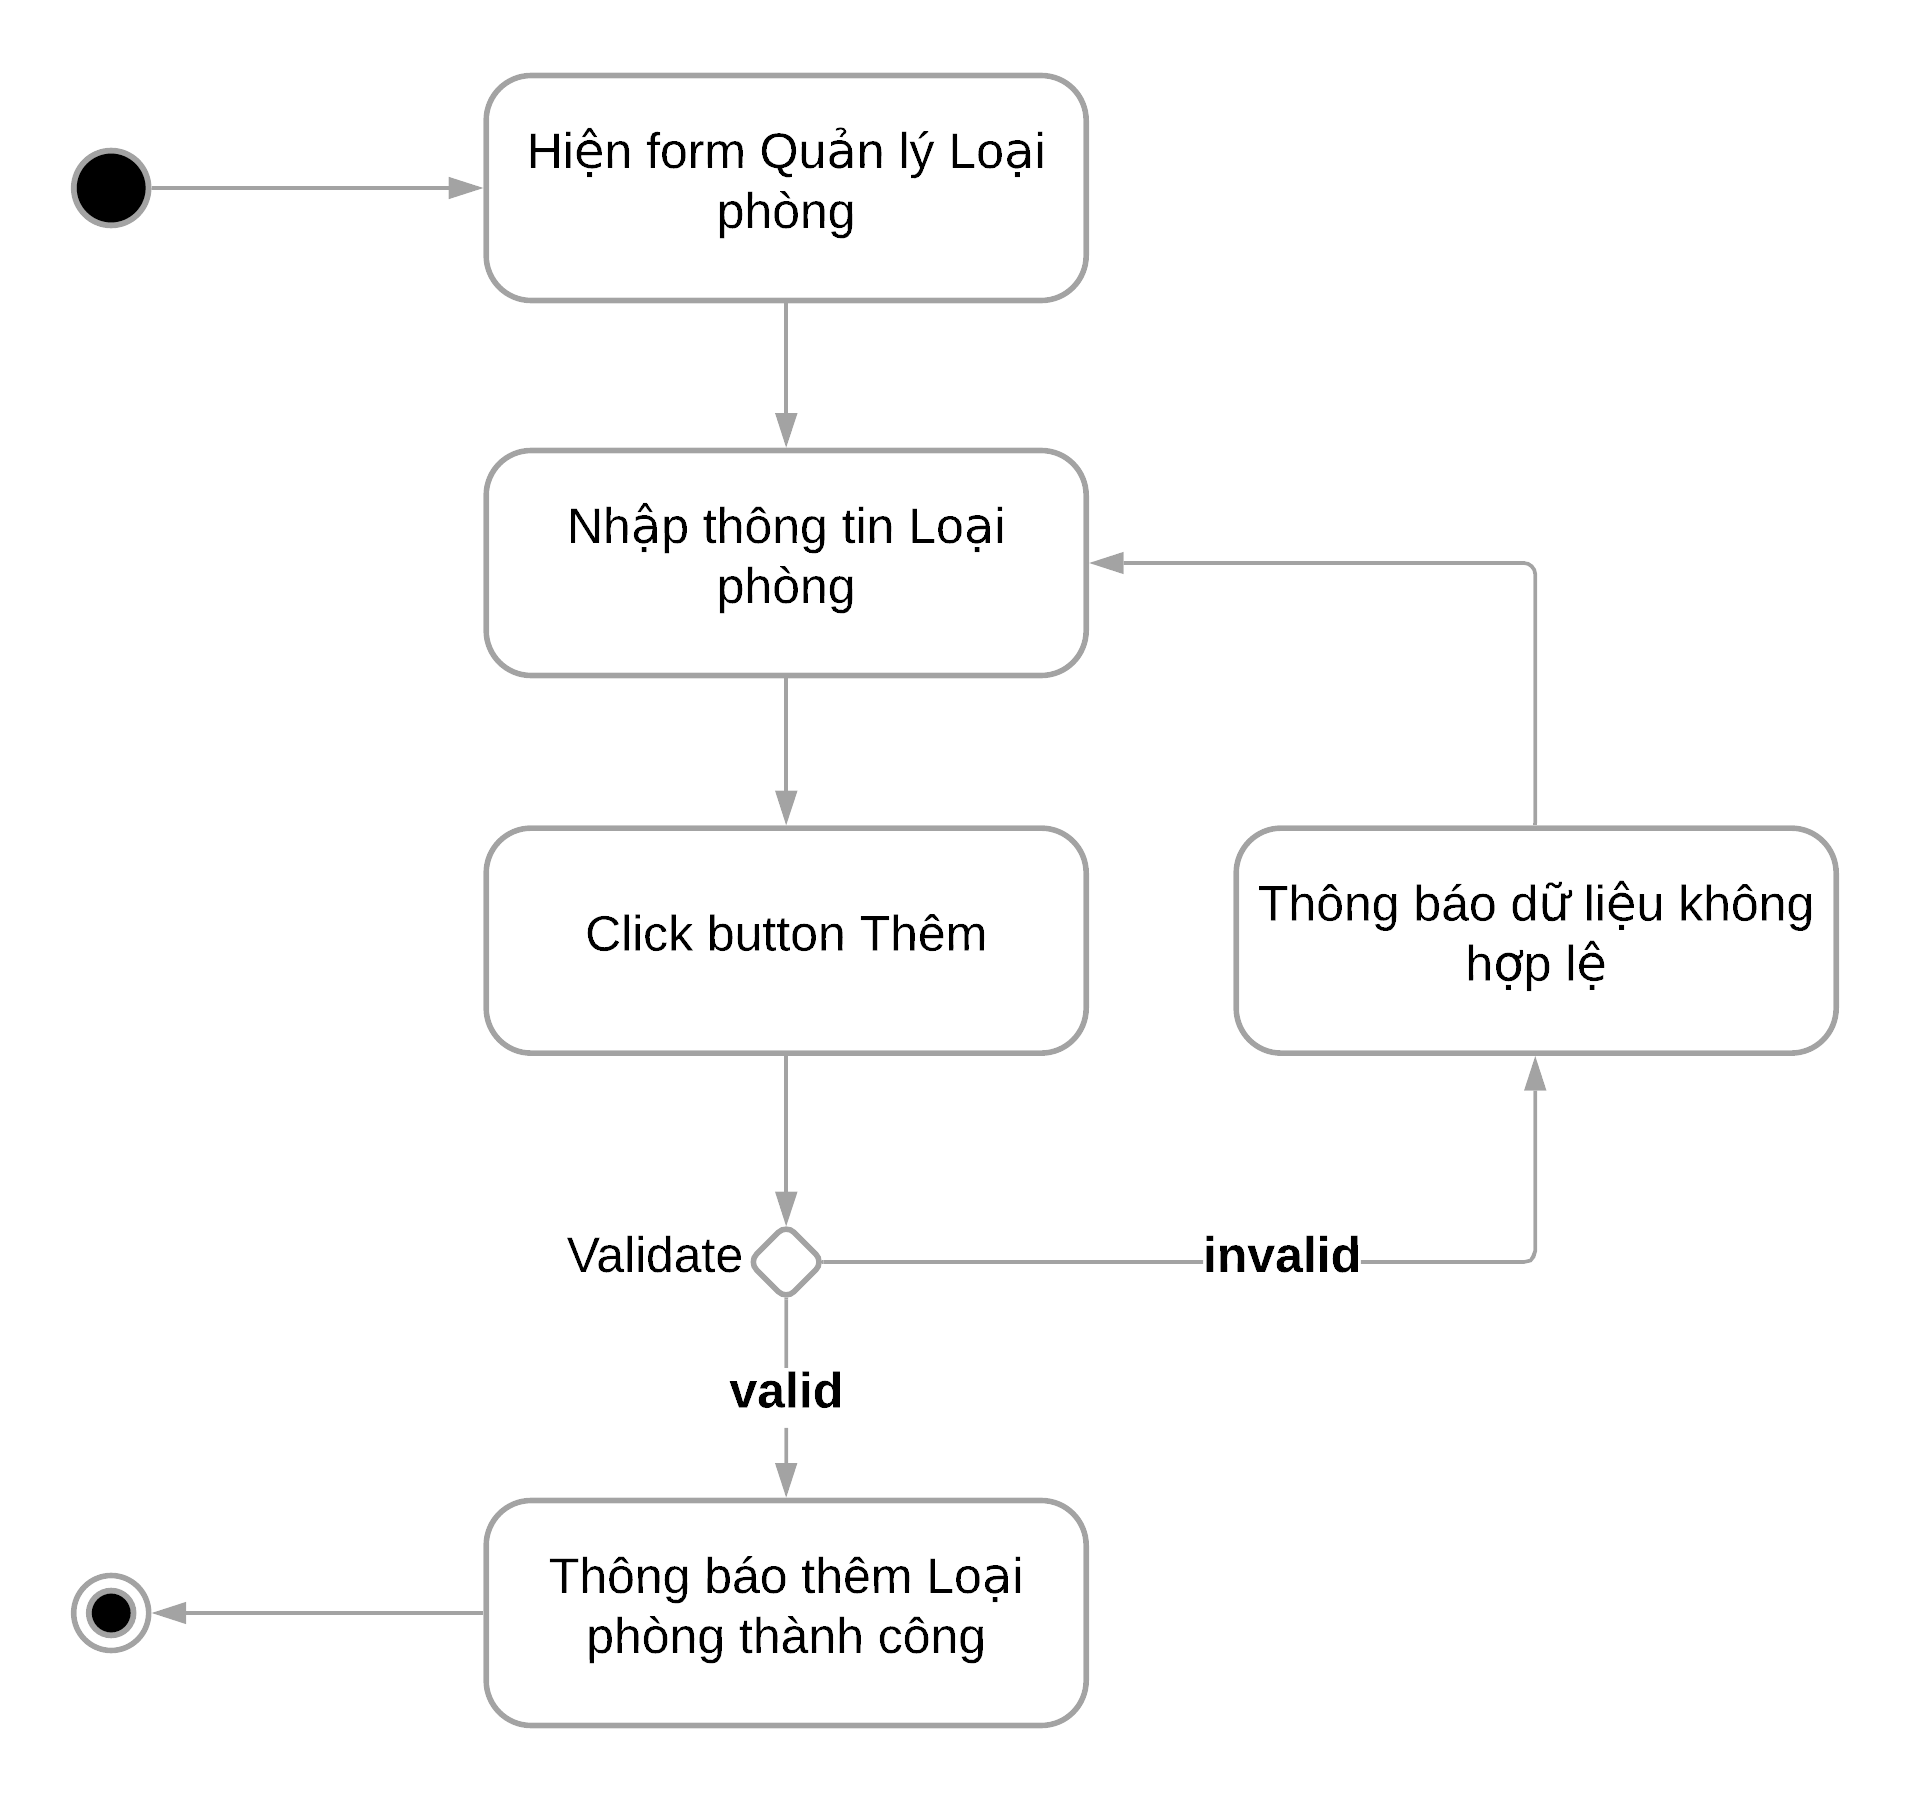 Hiện form Quản lý Loại
phòng
Nhập thông tin Loại
phòng
Click button Thêm
Thông báo dữ liệu không
hợp lệ
Validate
invalid
valid
Thông báo thêm Loại
phòng thành công